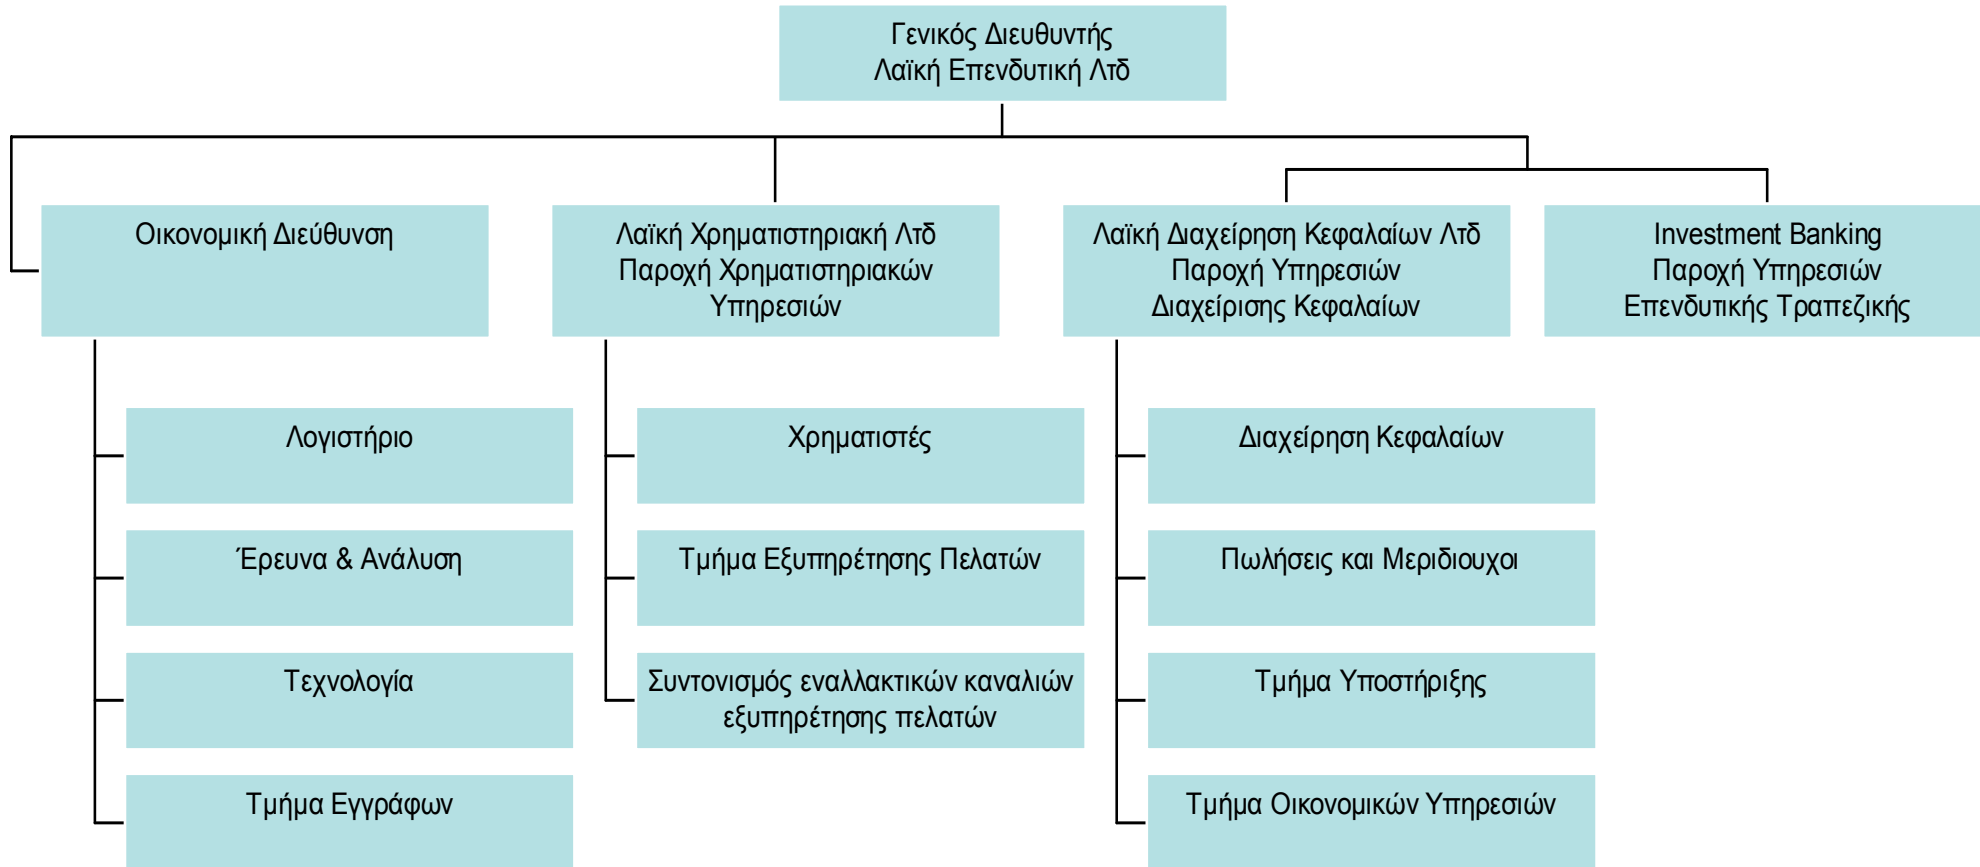 Γενικός Διευθυντής
Λαϊκή Επενδυτική Λτδ
Οικονομική Διεύθυνση
Λαϊκή Χρηματιστηριακή Λτδ
Παροχή Χρηματιστηριακών
Υπηρεσιών
Λαϊκή Διαχείρηση Κεφαλαίων Λτδ
Παροχή Υπηρεσιών
Διαχείρισης Κεφαλαίων
Investment Banking
Παροχή Υπηρεσιών
Επενδυτικής Τραπεζικής
Λογιστήριο
Έρευνα & Ανάλυση
Τεχνολογία
Τμήμα Εγγράφων
Χρηματιστές
Τμήμα Εξυπηρέτησης Πελατών
Συντονισμός εναλλακτικών καναλιών
εξυπηρέτησης πελατών
Διαχείρηση Κεφαλαίων
Πωλήσεις και Μεριδιουχοι
Τμήμα Υποστήριξης
Τμήμα Οικονομικών Υπηρεσιών